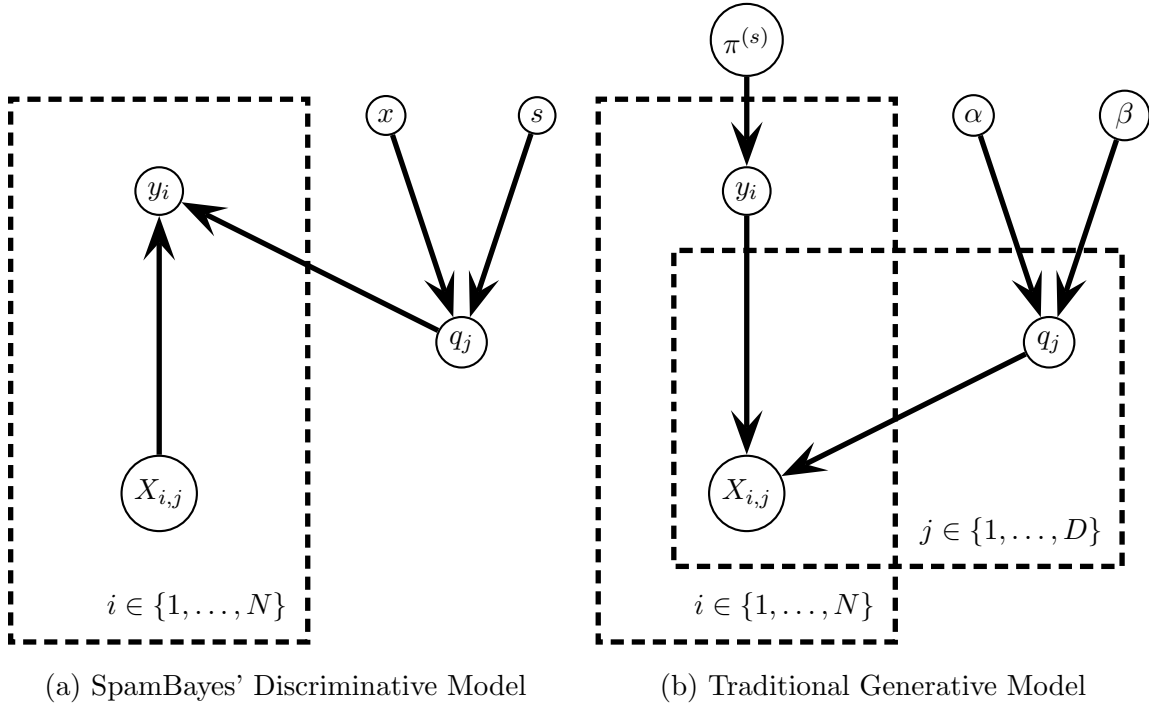 π^(s)
x
s
α
β
y_i
y_i
q_j
q_j
X_{i,j}
X_{i,j}
j ∈ {1, . . . , D}
i ∈ {1, . . . , N}
i ∈ {1, . . . , N}
(a) SpamBayes' Discriminative Model
(b) Traditional Generative Model